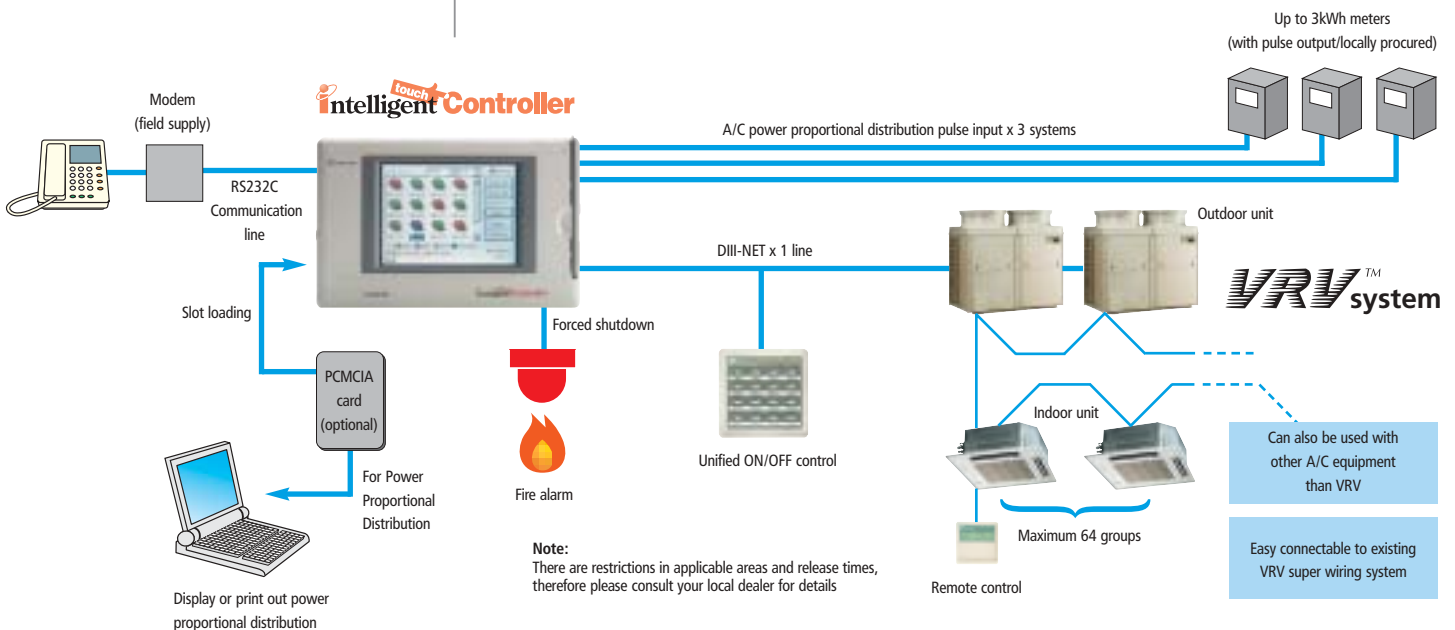 Up to 3kWh meters
(with pulse output/locally procured)
touch
intelligent Controller
Modem
(field supply)
A/C power proportional distribution pulse input x 3 systems
RS232C
Communication
line
Outdoor unit
DIII-NET x 1 line
VRV™ system
Slot loading
Forced shutdown
PCMCIA
card
(optional)
Indoor unit
Can also be used with
other A/C equipment
than VRV
Unified ON/OFF control
For Power
Proportional
Distribution
Fire alarm
Maximum 64 groups
Note:
There are restrictions in applicable areas and release times,
therefore please consult your local dealer for details
Easy connectable to existing
VRV super wiring system
Remote control
Display or print out power
proportional distribution